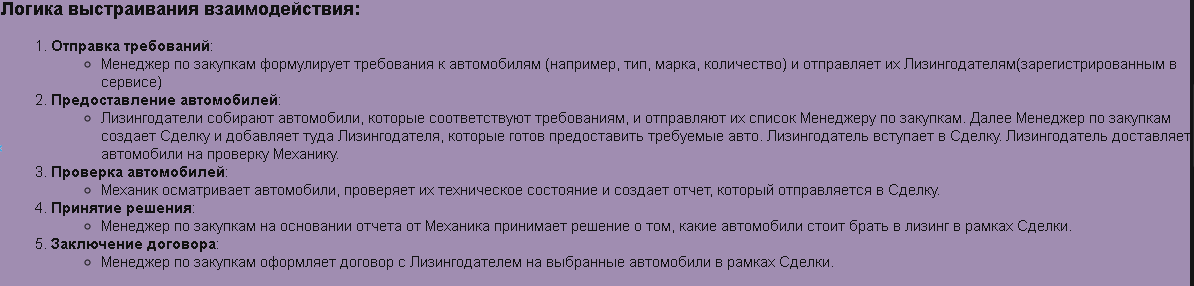 Логика выстраивания взаимодействия:
1. Отправка требований:
Менеджер по закупкам формулирует требования к автомобилям (например, тип, марка, количество) и отправляет их Лизингодателям(зарегистрированным в
сервисе)
2. Предоставление автомобилей:
Лизингодатели собирают автомобили, которые соответствуют требованиям, и отправляют их список Менеджеру по закупкам. Далее Менеджер по закупкам
создает Сделку и добавляет туда Лизингодателя, которые готов предоставить требуемые авто. Лизингодатель вступает в Сделку. Лизингодатель доставляет
автомобили на проверку Механику.
3. Проверка автомобилей:
Механик осматривает автомобили, проверяет их техническое состояние и создает отчет, который отправляется в Сделку.
4. Принятие решения:
Менеджер по закупкам на основании отчета от Механика принимает решение о том, какие автомобили стоит брать в лизинг в рамках Сделки.
5. Заключение договора:
Менеджер по закупкам оформляет договор с Лизингодателем на выбранные автомобили в рамках Сделки.